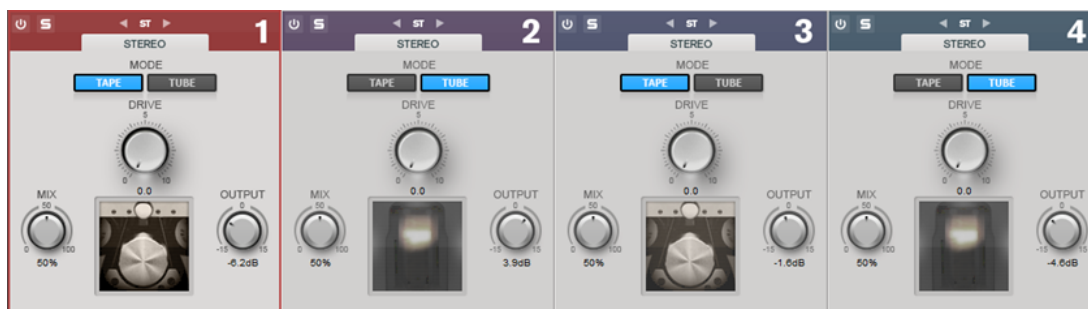 S ST 1
STEREO
MODE
TAPE TUBE
DRIVE
5
0 10
0.0
MIX
50
0 100
50%
OUTPUT
0
-15 15
-6.2dB
S ST 2
STEREO
MODE
TAPE TUBE
DRIVE
5
0 10
0.0
MIX
50
0 100
50%
OUTPUT
0
-15 15
3.9dB
S ST 3
STEREO
MODE
TAPE TUBE
DRIVE
5
0 10
0.0
MIX
50
0 100
50%
OUTPUT
0
-15 15
-1.6dB
S ST 4
STEREO
MODE
TAPE TUBE
DRIVE
5
0 10
0.0
MIX
50
0 100
50%
OUTPUT
0
-15 15
-4.6dB